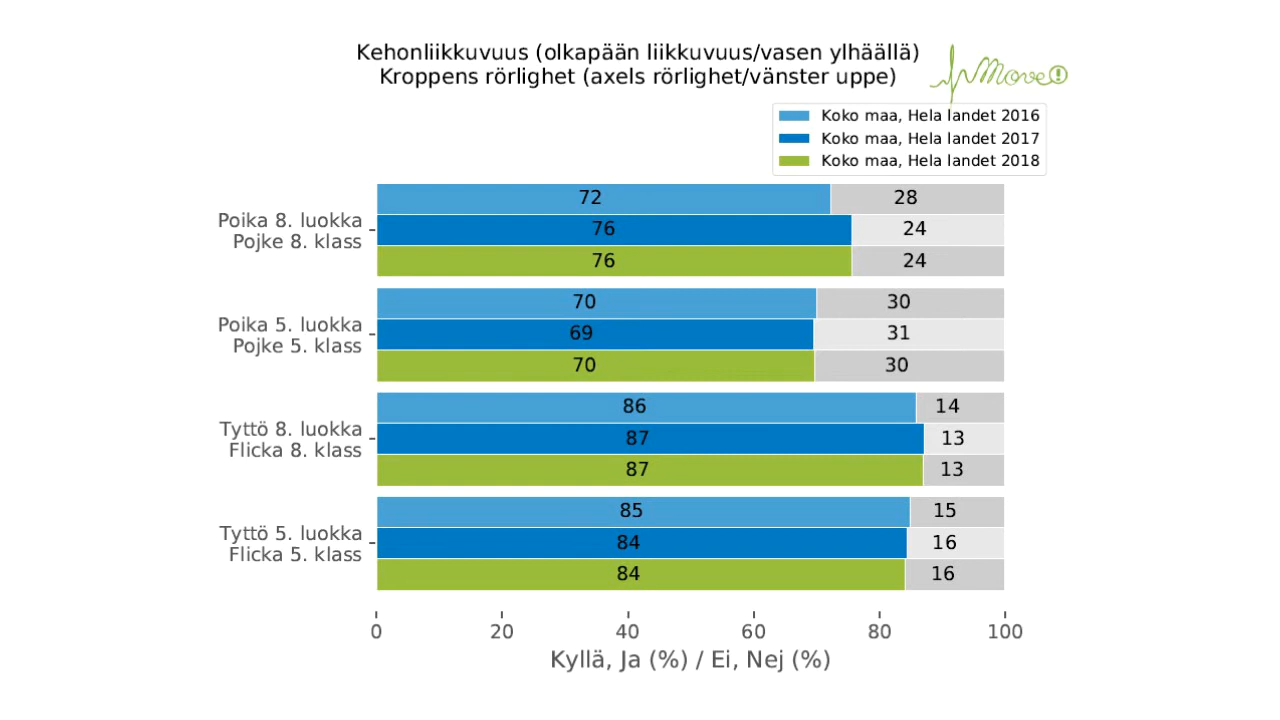 Kehonliikkuvuus (olkapään liikkuvuus/vasen ylhäällä)
Kroppens rörlighet (axels rörlighet/vänster uppe)
Move!
Koko maa, Hela landet 2016
Koko maa, Hela landet 2017
Koko maa, Hela landet 2018
72 28
Poika 8. luokka
Pojke 8. klass
76 24
76 24
70 30
Poika 5. luokka
Pojke 5. klass
69 31
70 30
86 14
Tyttö 8. luokka
Flicka 8. klass
87 13
87 13
85 15
Tyttö 5. luokka
Flicka 5. klass
84 16
84 16
0 20 40 60 80 100
Kyllä, Ja (%) / Ei, Nej (%)